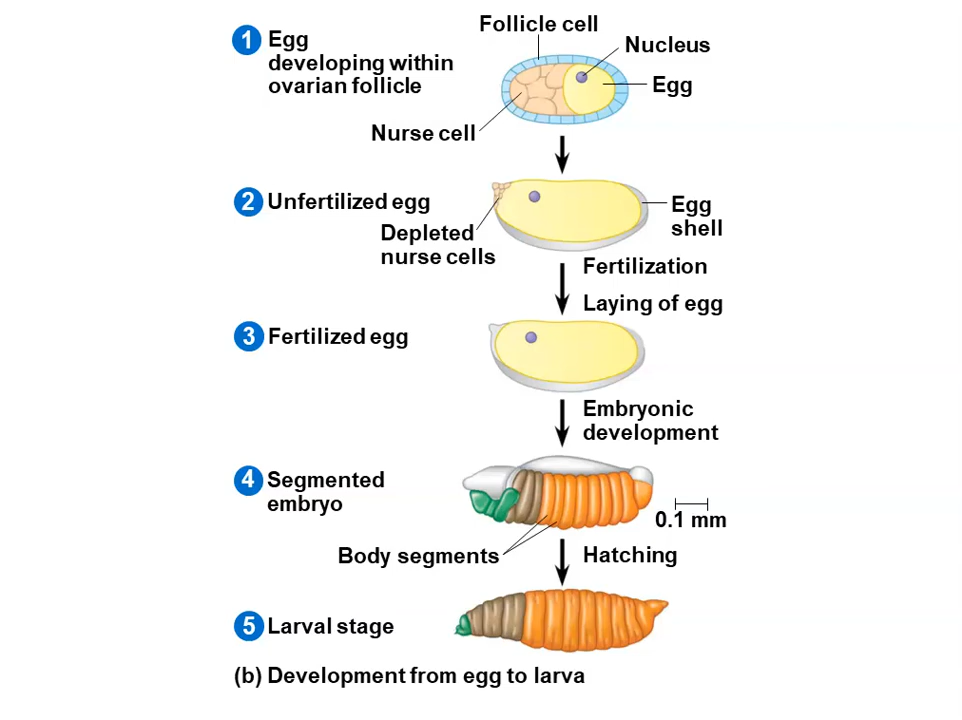 Follicle cell
1 Egg
developing within
ovarian follicle
Nucleus
Egg
Nurse cell
2 Unfertilized egg
Egg
shell
Depleted
nurse cells
Fertilization
Laying of egg
3 Fertilized egg
Embryonic
development
4 Segmented
embryo
0.1 mm
Body segments
Hatching
5 Larval stage
(b) Development from egg to larva